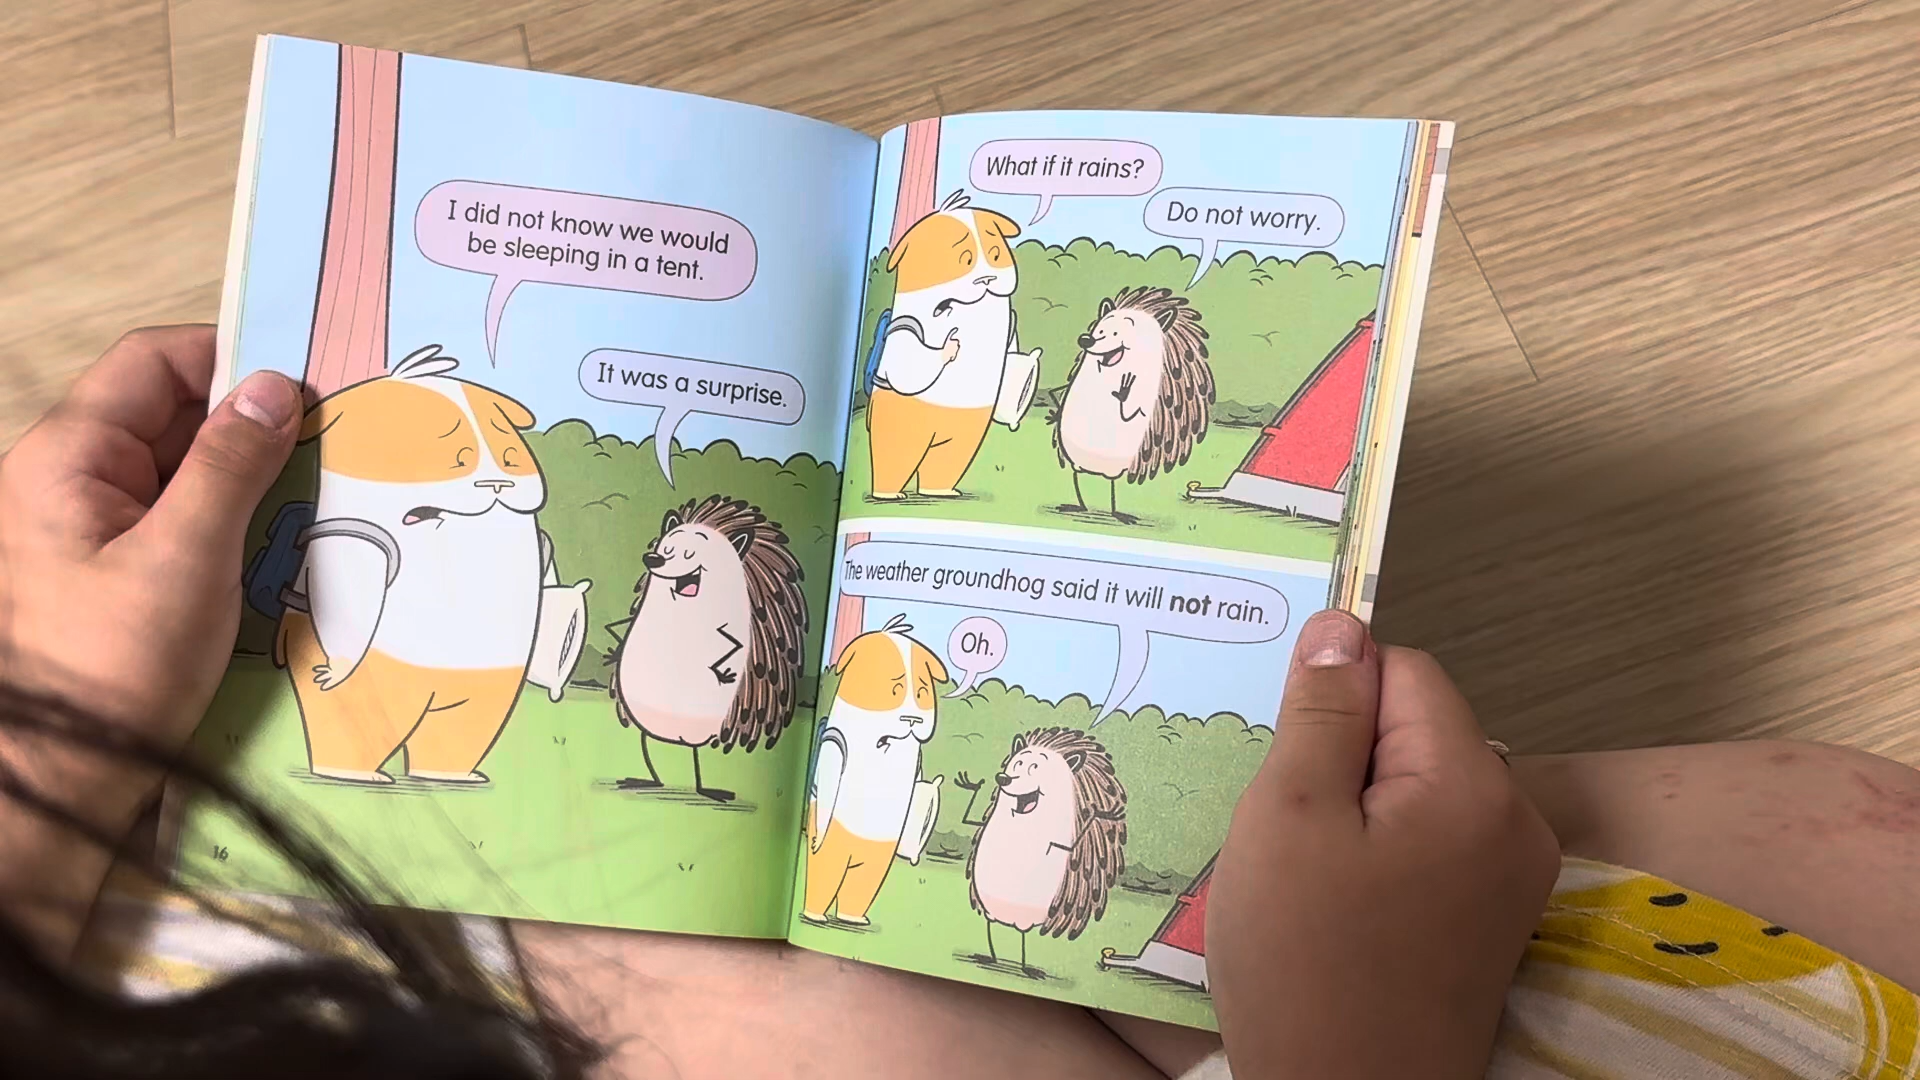 I did not know we would
be sleeping in a tent.
It was a surprise.
16
What if it rains?
Do not worry.
The weather groundhog said it will not rain.
Oh.